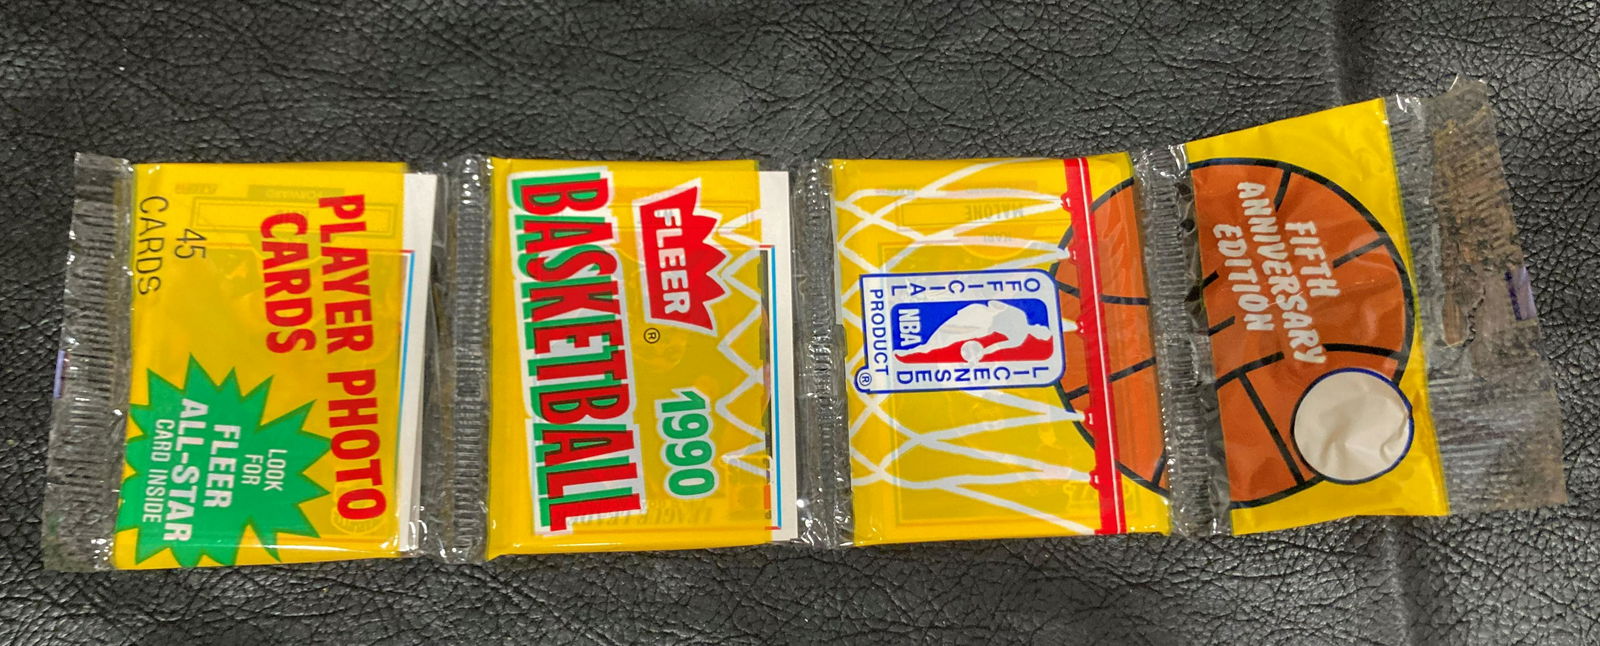 FIFTH
ANNIVERSARY
EDITION
OFFICIAL LICENSED
NBA
PRODUCT ®
FLEER ®
1990
BASKETBALL
PLAYER PHOTO
CARDS
45
CARDS
LOOK
FOR
FLEER
ALL-STAR
CARD INSIDE
MALONE